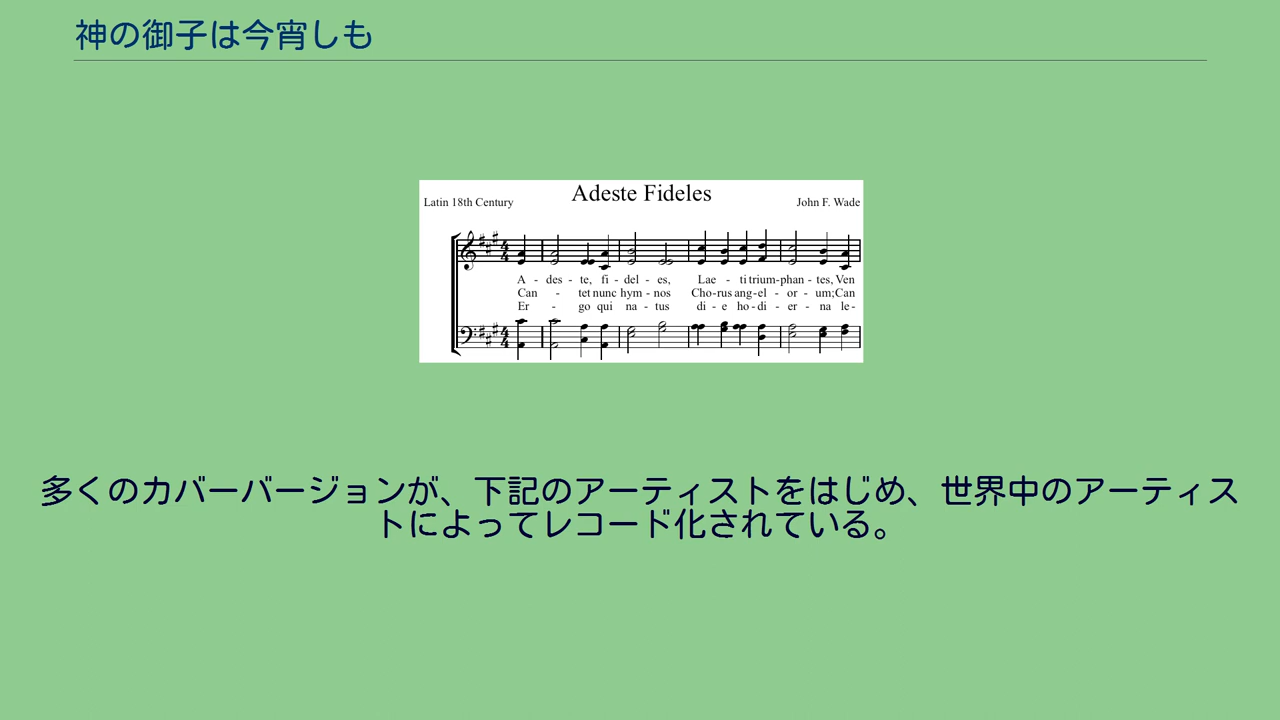 神の御子は今宵しも
Adeste Fideles
Latin 18th Century
John F. Wade
A - des - te, fi - del - es, Lae - ti trium-phan - tes, Ven
Can - tet nunc hym - nos Cho-rus ang-el - or - um;Can
Er - go qui na - tus di - e ho-di - er - na le-
多くのカバーバージョンが、下記のアーティストをはじめ、世界中のアーティス
トによってレコード化されている。